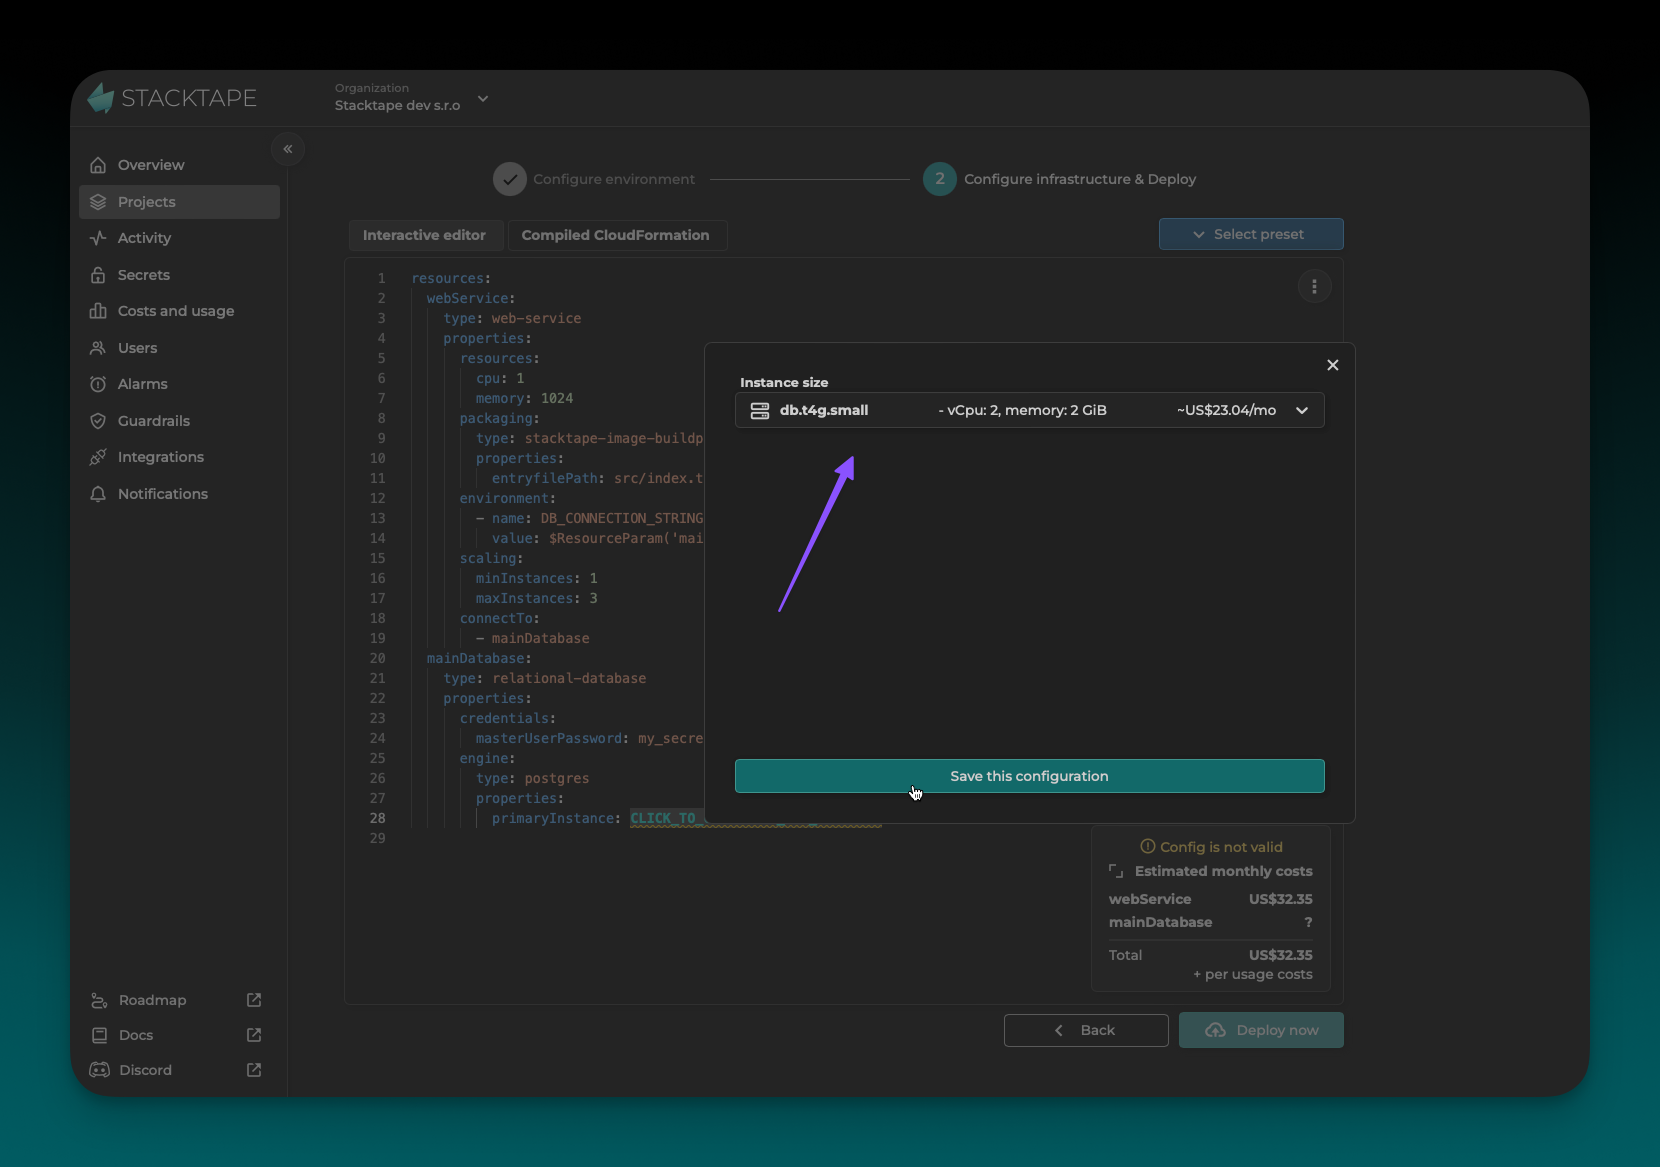 STACKTAPE
Organization
Stacktape dev s.r.o
Overview
Projects
Activity
Secrets
Costs and usage
Users
Alarms
Guardrails
Integrations
Notifications
Roadmap
Docs
Discord
Configure environment
2 Configure infrastructure & Deploy
Interactive editor
Compiled CloudFormation
Select preset
1 resources:
2 webService:
3 type: web-service
4 properties:
5 resources:
6 cpu: 1
7 memory: 1024
8 packaging:
9 type: stacktape-image-buildp
10 properties:
11 entryfilePath: src/index.t
12 environment:
13 - name: DB_CONNECTION_STRING
14 value: $ResourceParam('mai
15 scaling:
16 minInstances: 1
17 maxInstances: 3
18 connectTo:
19 - mainDatabase
20 mainDatabase:
21 type: relational-database
22 properties:
23 credentials:
24 masterUserPassword: my_secre
25 engine:
26 type: postgres
27 properties:
28 primaryInstance: CLICK_TO_
29
Instance size
db.t4g.small - vCpu: 2, memory: 2 GiB ~US$23.04/mo
Save this configuration
Config is not valid
Estimated monthly costs
webService US$32.35
mainDatabase ?
Total US$32.35
+ per usage costs
Back
Deploy now